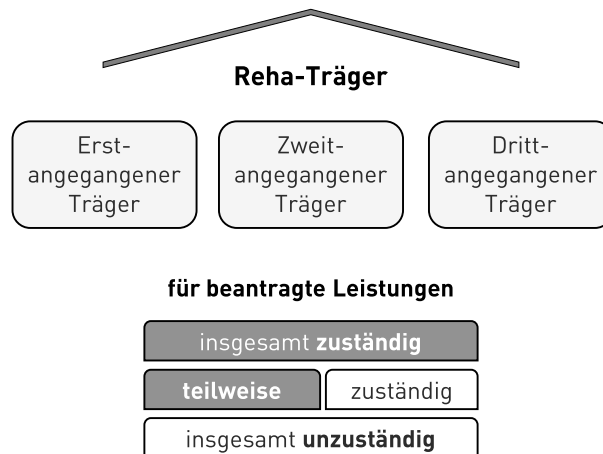 Reha-Träger
Erst-
angegangener
Träger
Zweit-
angegangener
Träger
Dritt-
angegangener
Träger
für beantragte Leistungen
insgesamt zuständig
teilweise zuständig
insgesamt unzuständig